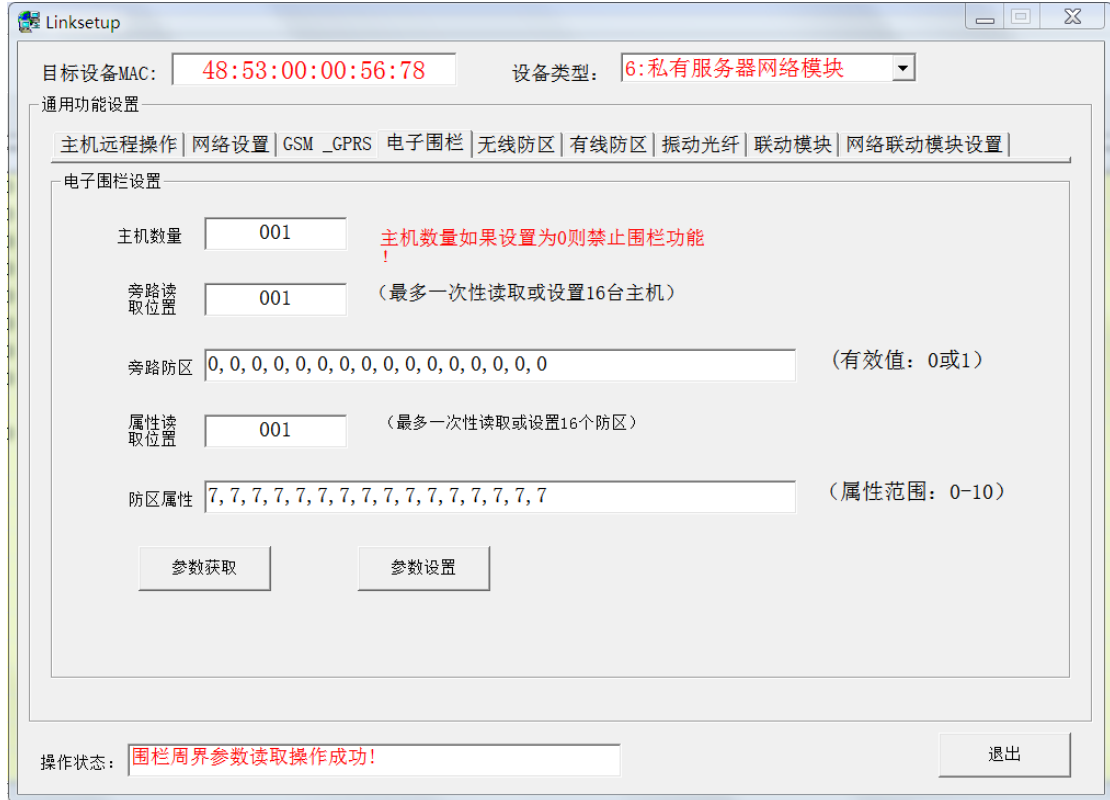 Linksetup
目标设备MAC: 48:53:00:00:56:78 设备类型: 6:私有服务器网络模块
通用功能设置
主机远程操作 网络设置 GSM _GPRS 电子围栏 无线防区 有线防区 振动光纤 联动模块 网络联动模块设置
电子围栏设置
主机数量 001 主机数量如果设置为0则禁止围栏功能
!
旁路读
取位置 001 (最多一次性读取或设置16台主机)
旁路防区 0,0,0,0,0,0,0,0,0,0,0,0,0,0,0,0 (有效值: 0或1)
属性读
取位置 001 (最多一次性读取或设置16个防区)
防区属性 7,7,7,7,7,7,7,7,7,7,7,7,7,7,7,7 (属性范围: 0-10)
参数获取 参数设置
操作状态: 围栏周界参数读取操作成功! 退出